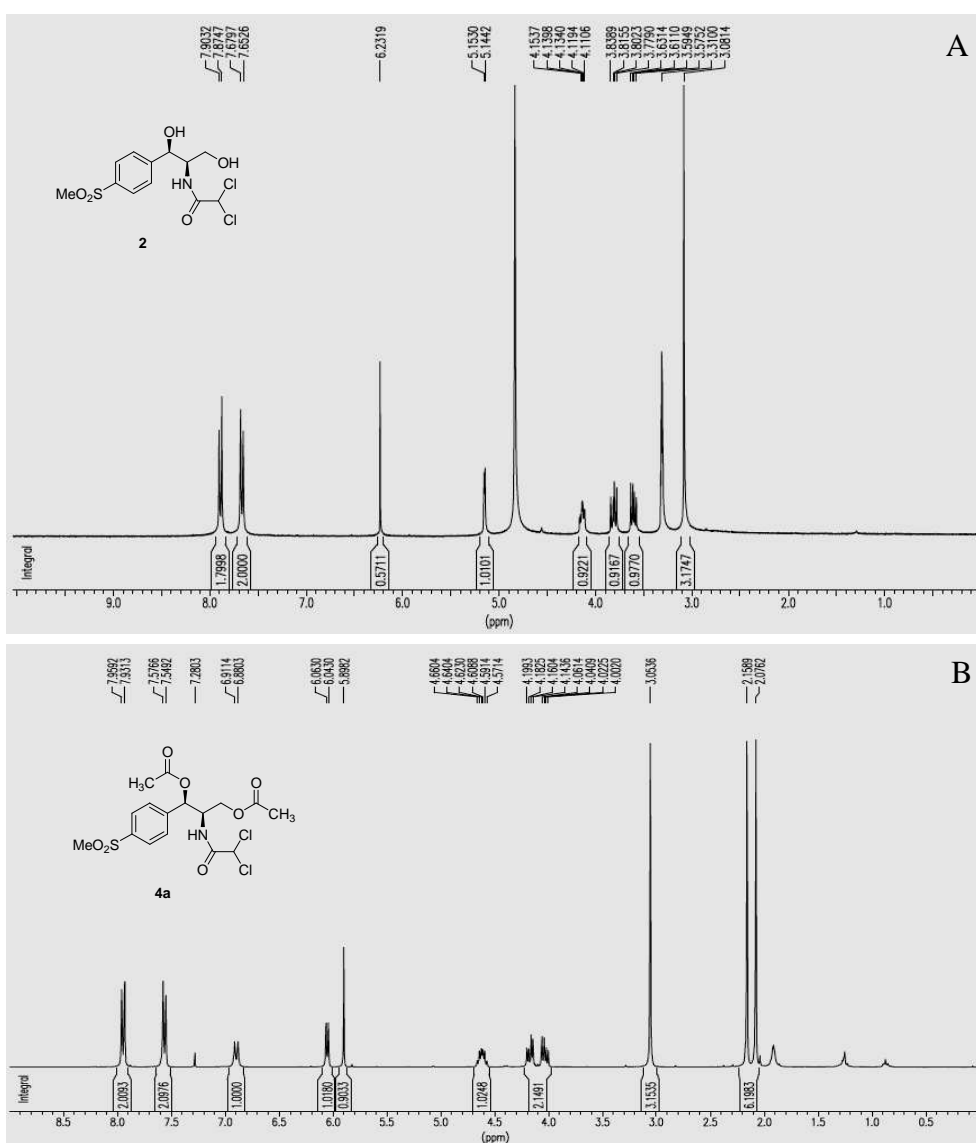 A
7.9032
7.8747
7.6797
7.6526
6.2319
5.1530
5.1442
4.1537
4.1398
4.1340
4.1194
4.1106
3.8389
3.8155
3.8023
3.7790
3.6314
3.6110
3.5949
3.5752
3.3100
3.0814
OH
OH
HN
Cl
MeO2S
O
Cl
2
Integral
1.7998
2.0000
0.5711
1.0101
0.9221
0.9167
0.9770
3.1747
9.0 8.0 7.0 6.0 5.0 4.0 3.0 2.0 1.0
(ppm)
B
7.9592
7.9313
7.5766
7.5492
7.2803
6.9114
6.8803
6.0630
6.0430
5.8982
4.6604
4.6404
4.6230
4.6088
4.5914
4.5714
4.1993
4.1825
4.1604
4.1436
4.0614
4.0409
4.0225
4.0020
3.0536
2.1589
2.0762
O
H3C
O
O
O
CH3
HN
Cl
MeO2S
O
Cl
4a
Integral
2.0093
2.0976
1.0000
1.0180
0.9033
1.0248
2.1491
3.1535
6.1983
8.5 8.0 7.5 7.0 6.5 6.0 5.5 5.0 4.5 4.0 3.5 3.0 2.5 2.0 1.5 1.0 0.5
(ppm)